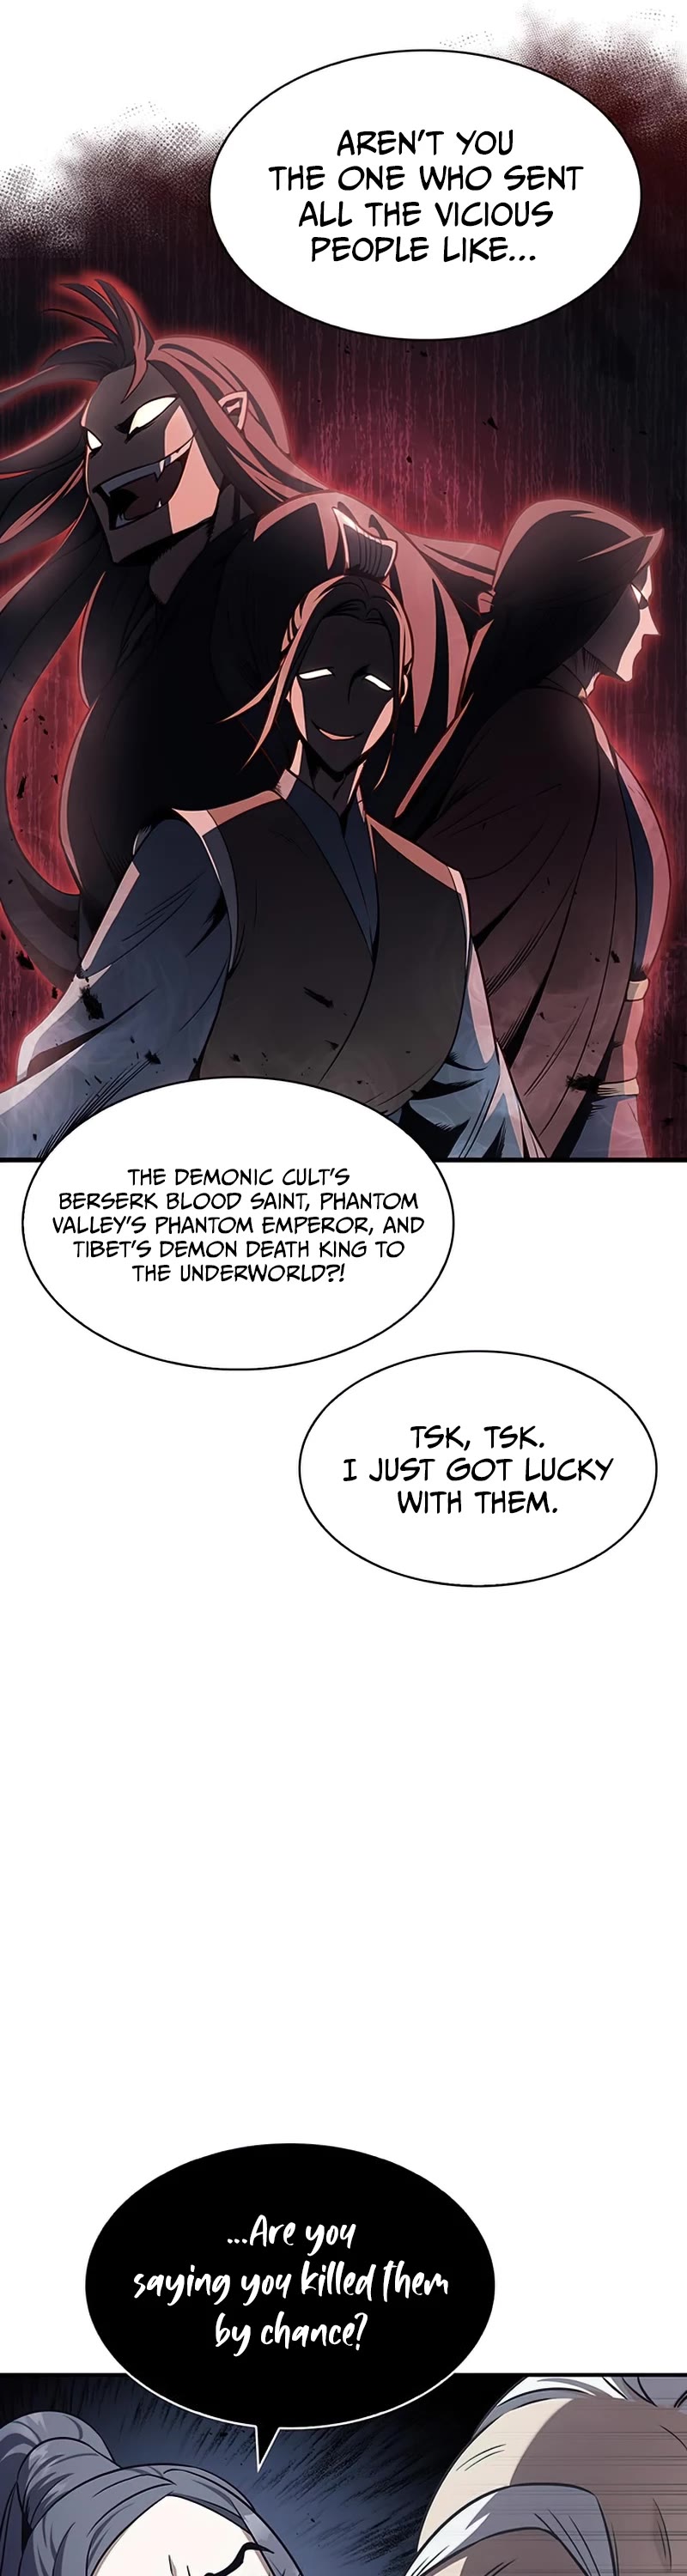 AREN'T YOU
THE ONE WHO SENT
ALL THE VICIOUS
PEOPLE LIKE...
THE DEMONIC CULT'S
BERSERK BLOOD SAINT, PHANTOM
VALLEY'S PHANTOM EMPEROR, AND
TIBET'S DEMON DEATH KING TO
THE UNDERWORLD?!
TSK, TSK.
I JUST GOT LUCKY
WITH THEM.
...Are you
saying you killed them
by chance?